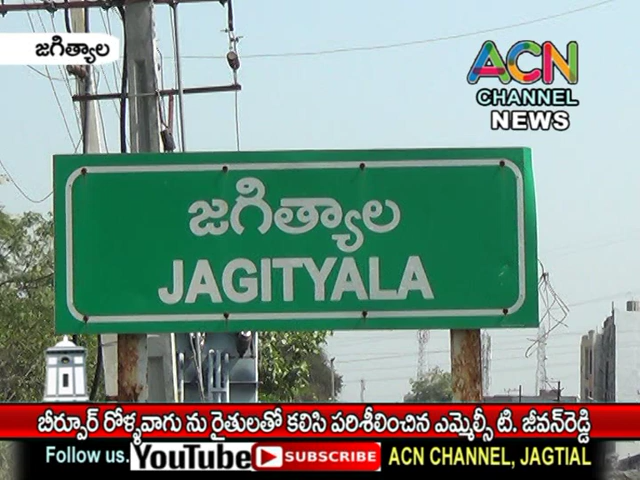 జగిత్యాల
ACN
CHANNEL
NEWS
జగిత్యాల
JAGITYALA
బీర్పూర్ రోళ్ళవాగు ను రైతులతో కలిసి పరిశీలించిన ఎమ్మెల్సీ టి. జీవన్‌రెడ్డి
Follow us. YouTube SUBSCRIBE ACN CHANNEL, JAGTIAL